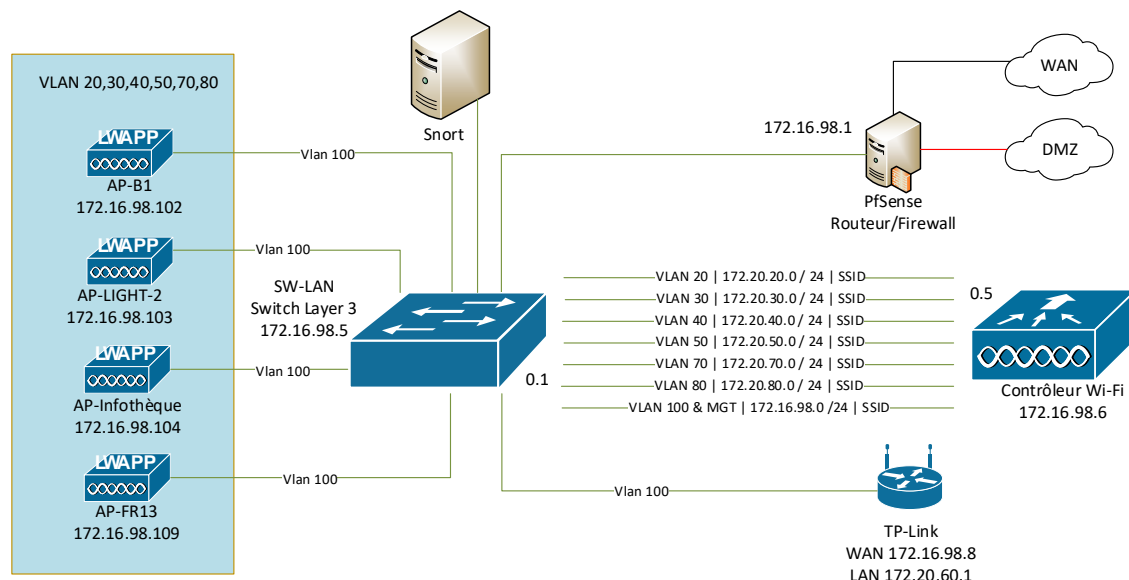 VLAN 20,30,40,50,70,80
LWAPP
AP-B1
172.16.98.102
LWAPP
AP-LIGHT-2
172.16.98.103
LWAPP
AP-Infothèque
172.16.98.104
LWAPP
AP-FR13
172.16.98.109
Vlan 100
Vlan 100
Vlan 100
Vlan 100
Snort
SW-LAN
Switch Layer 3
172.16.98.5
0.1
172.16.98.1
PfSense
Routeur/Firewall
WAN
DMZ
VLAN 20 | 172.20.20.0 / 24 | SSID
VLAN 30 | 172.20.30.0 / 24 | SSID
VLAN 40 | 172.20.40.0 / 24 | SSID
VLAN 50 | 172.20.50.0 / 24 | SSID
VLAN 70 | 172.20.70.0 / 24 | SSID
VLAN 80 | 172.20.80.0 / 24 | SSID
VLAN 100 & MGT | 172.16.98.0 /24 | SSID
0.5
Contrôleur Wi-Fi
172.16.98.6
Vlan 100
TP-Link
WAN 172.16.98.8
LAN 172.20.60.1